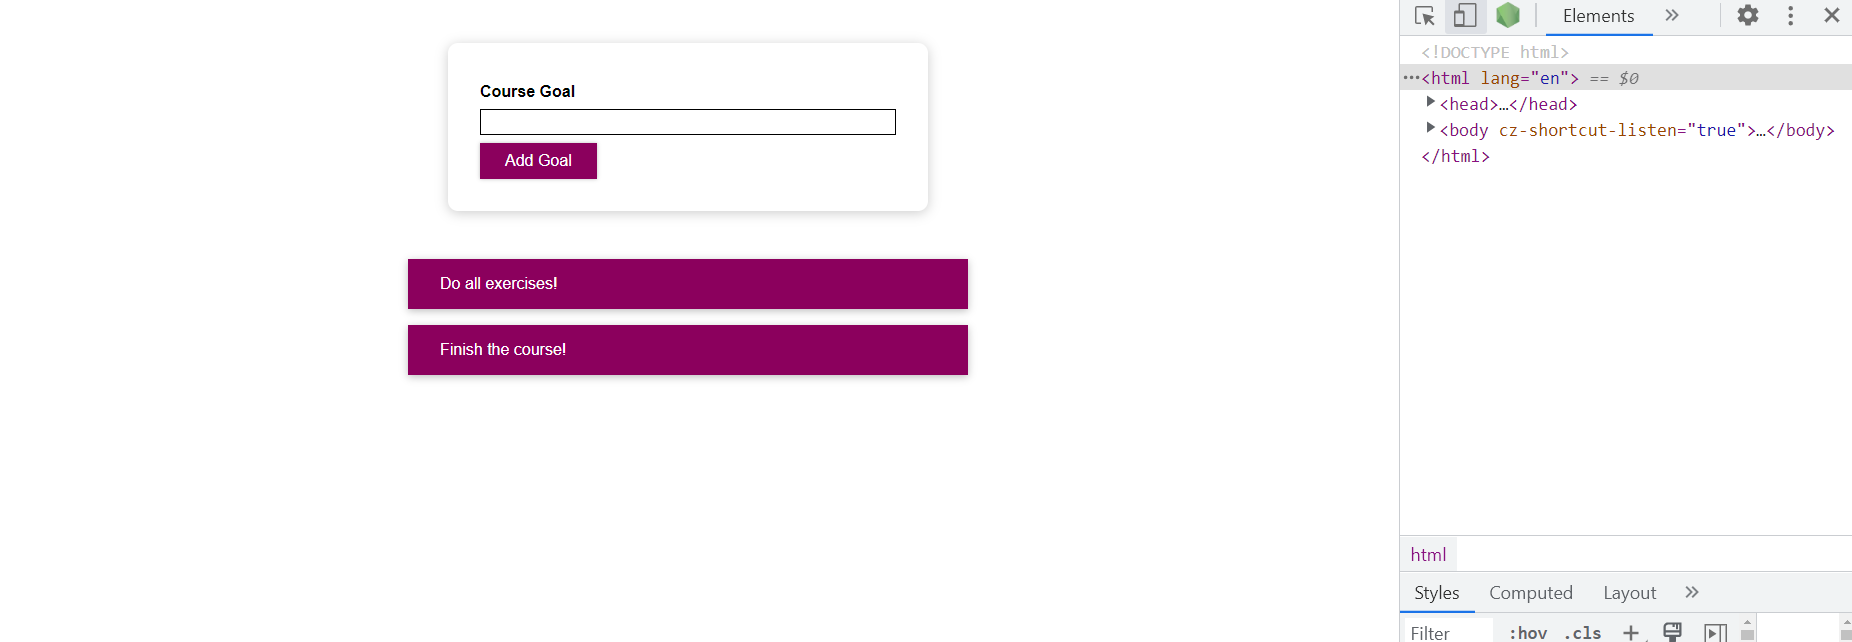 Course Goal
Add Goal
Do all exercises!
Finish the course!
Elements »
<!DOCTYPE html>
…<html lang="en"> == $0
<head>…</head>
<body cz-shortcut-listen="true">…</body>
</html>
html
Styles Computed Layout »
Filter :hov .cls +